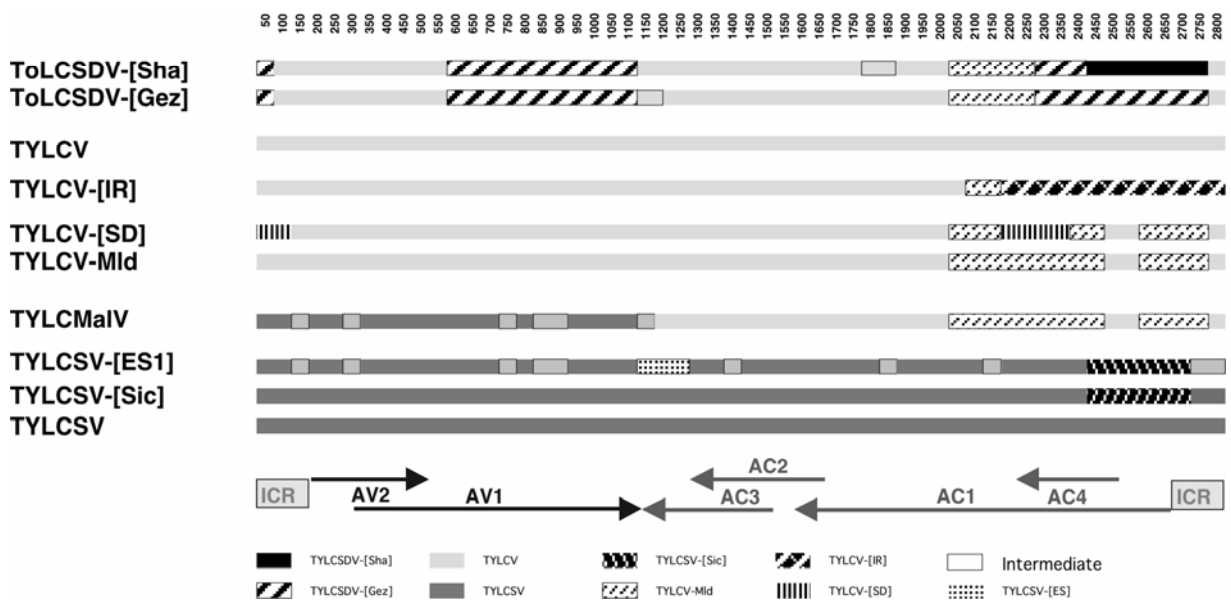 50 100 150 200 250 300 350 400 450 500 550 600 650 700 750 800 850 900 950 1000 1050 1100 1150 1200 1250 1300 1350 1400 1450 1500 1550 1600 1650 1700 1750 1800 1850 1900 1950 2000 2050 2100 2150 2200 2250 2300 2350 2400 2450 2500 2550 2600 2650 2700 2750 2800
ToLCSDV-[Sha]
ToLCSDV-[Gez]
TYLCV
TYLCV-[IR]
TYLCV-[SD]
TYLCV-Mld
TYLCMalV
TYLCSV-[ES1]
TYLCSV-[Sic]
TYLCSV
AC2
ICR AV2 AV1 AC3 AC1 AC4 ICR
TYLCSDV-[Sha] TYLCV TYLCSV-[Sic] TYLCV-[IR] Intermediate
TYLCSDV-[Gez] TYLCSV TYLCV-Mld TYLCV-[SD] TYLCSV-[ES]